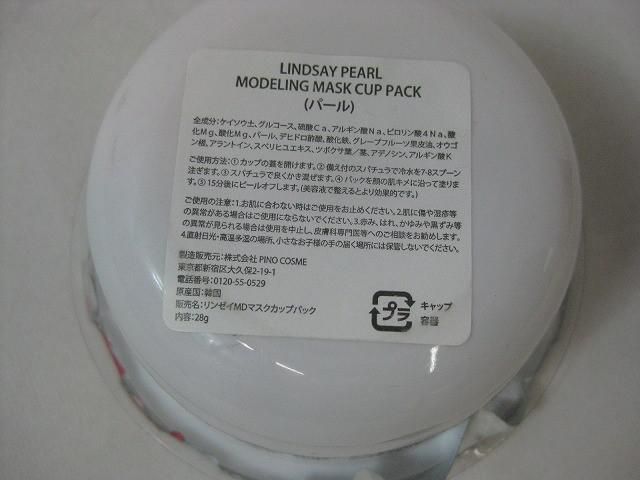 LINDSAY PEARL
MODELING MASK CUP PACK
(パール)
全成分：ケイソウ土、グルコース、硫酸Ｃａ、アルギン酸Ｎａ、ピロリン酸４Ｎａ、酸
化Ｍｇ、酸化Ｍｇ、パール、デヒドロ酢酸、酸化鉄、グレープフルーツ果皮油、オウゴ
ン根、アラントイン、スベリヒユエキス、ツボクサ葉／茎、アデノシン、アルギン酸Ｋ
ご使用方法：①カップの蓋を開けます。②備え付のスパチュラで冷水を7-8スプーン
注ぎます。③スパチュラで良くかき混ぜます。④パックを顔の肌キメに沿って塗りま
す。③15分後にピールオフします。(美容液で整えるとより効果的です。)
ご使用の注意：1.お肌に合わない時はご使用をお止めください。2.肌に傷や湿疹等
の異常がある場合はご使用にならないでください。3.赤み、はれ、かゆみや黒ずみ等
の異常が見られる場合は使用を中止し、皮膚科専門医等へのご相談をお勧めします。
4.直射日光・高温多湿の場所、小さなお子様の手の届く場所には保管しないでください。
製造販売元：株式会社 PINO COSME
東京都新宿区大久保2-19-1
電話番号：0120-55-0529
原産国：韓国
販売名：リンゼイMDマスクカップパック
内容：28g
プラ
キャップ
容器